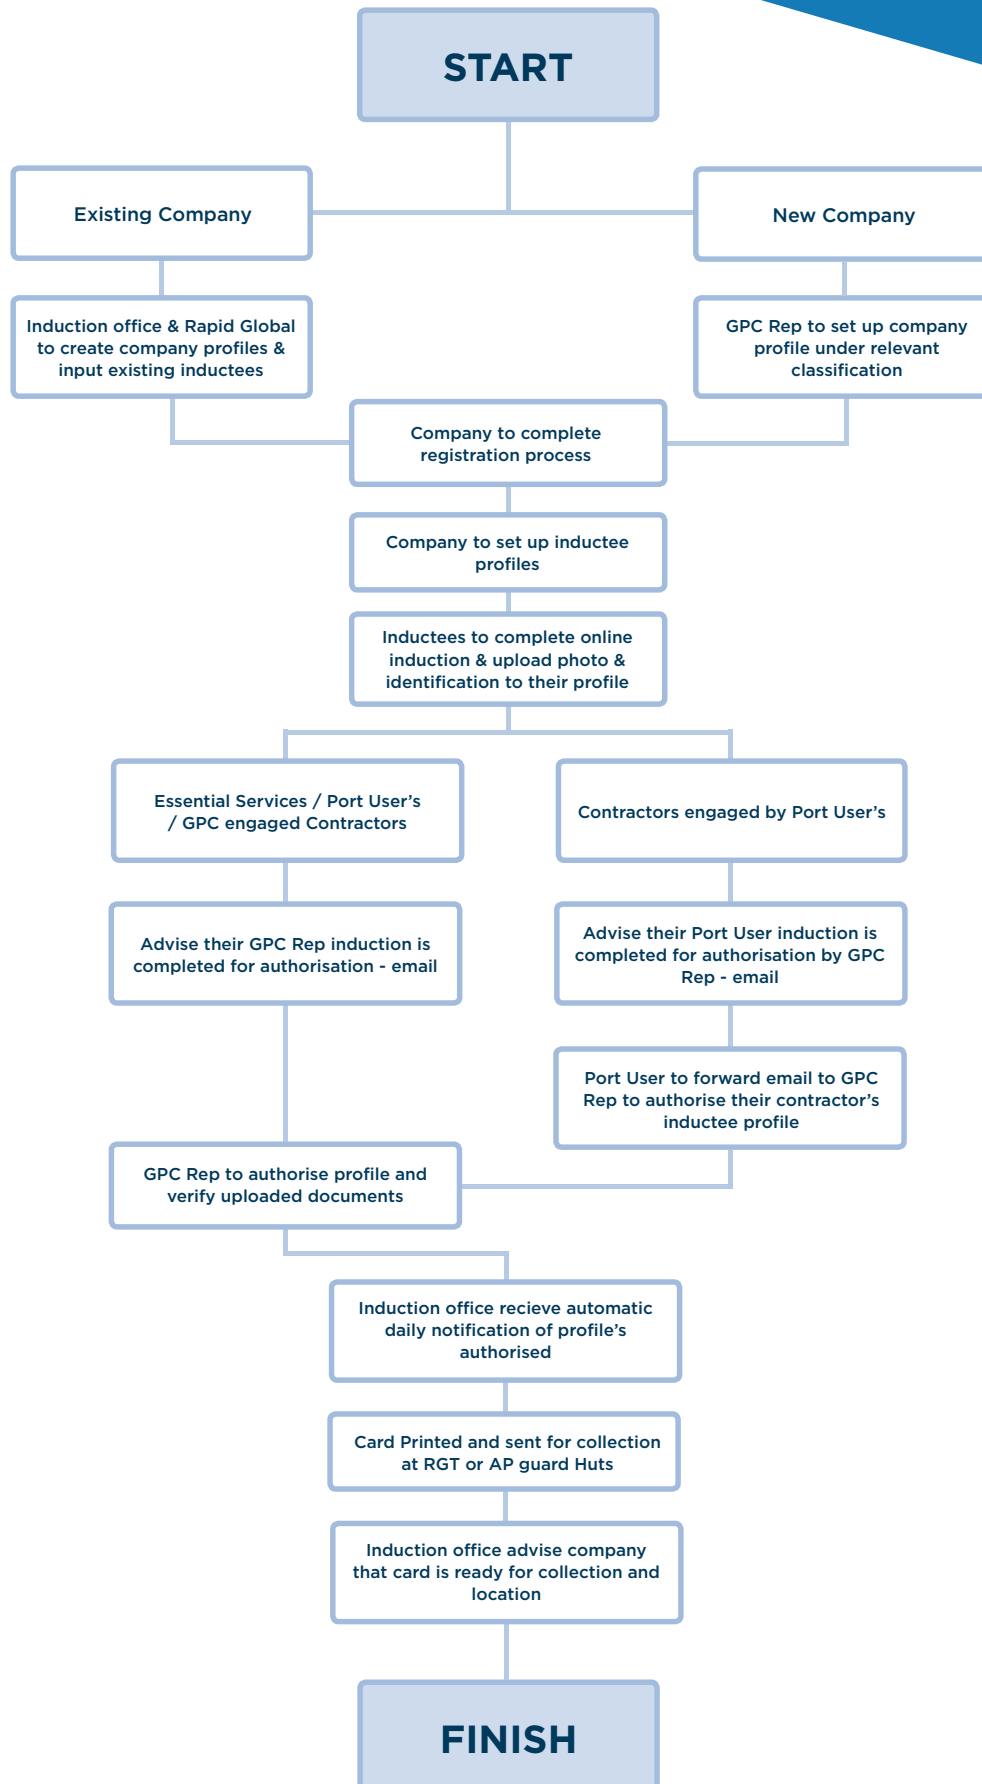 START
Existing Company
New Company
Induction office & Rapid Global
to create company profiles &
input existing inductees
GPC Rep to set up company
profile under relevant
classification
Company to complete
registration process
Company to set up inductee
profiles
Inductees to complete online
induction & upload photo &
identification to their profile
Essential Services / Port User’s
/ GPC engaged Contractors
Contractors engaged by Port User’s
Advise their GPC Rep induction is
completed for authorisation - email
Advise their Port User induction is
completed for authorisation by GPC
Rep - email
Port User to forward email to GPC
Rep to authorise their contractor’s
inductee profile
GPC Rep to authorise profile and
verify uploaded documents
Induction office recieve automatic
daily notification of profile’s
authorised
Card Printed and sent for collection
at RGT or AP guard Huts
Induction office advise company
that card is ready for collection and
location
FINISH